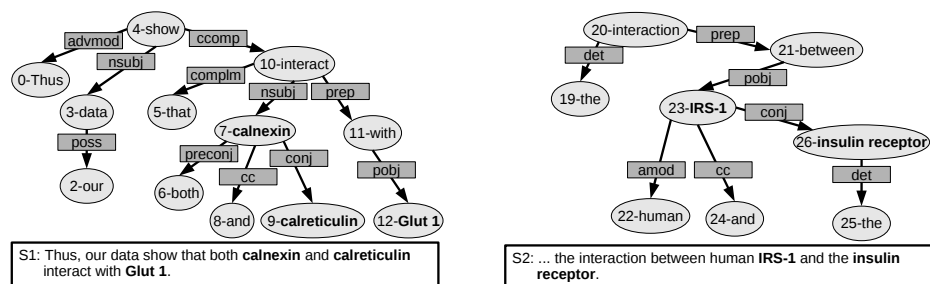 4-show
advmod
nsubj
ccomp
0-Thus
3-data
10-interact
complm
nsubj
prep
5-that
poss
7-calnexin
11-with
2-our
preconj
cc
conj
pobj
6-both
8-and
9-calreticulin
12-Glut 1
S1: Thus, our data show that both calnexin and calreticulin
interact with Glut 1.
20-interaction
prep
det
21-between
19-the
pobj
23-IRS-1
conj
26-insulin receptor
amod
cc
det
22-human
24-and
25-the
S2: ... the interaction between human IRS-1 and the insulin
receptor.